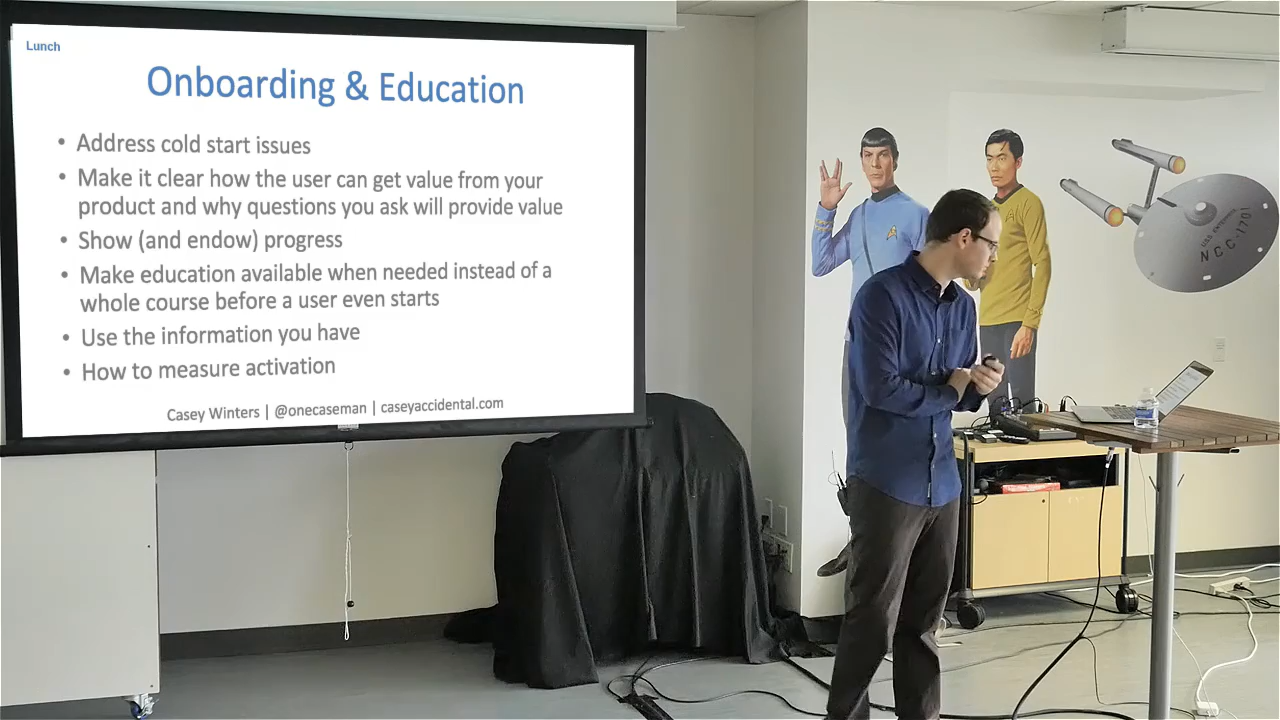 Lunch
Onboarding & Education
• Address cold start issues
• Make it clear how the user can get value from your
product and why questions you ask will provide value
• Show (and endow) progress
• Make education available when needed instead of a
whole course before a user even starts
• Use the information you have
• How to measure activation
Casey Winters | @onecaseman | caseyaccidental.com
U.S.S. ENTERPRISE
NCC-1701